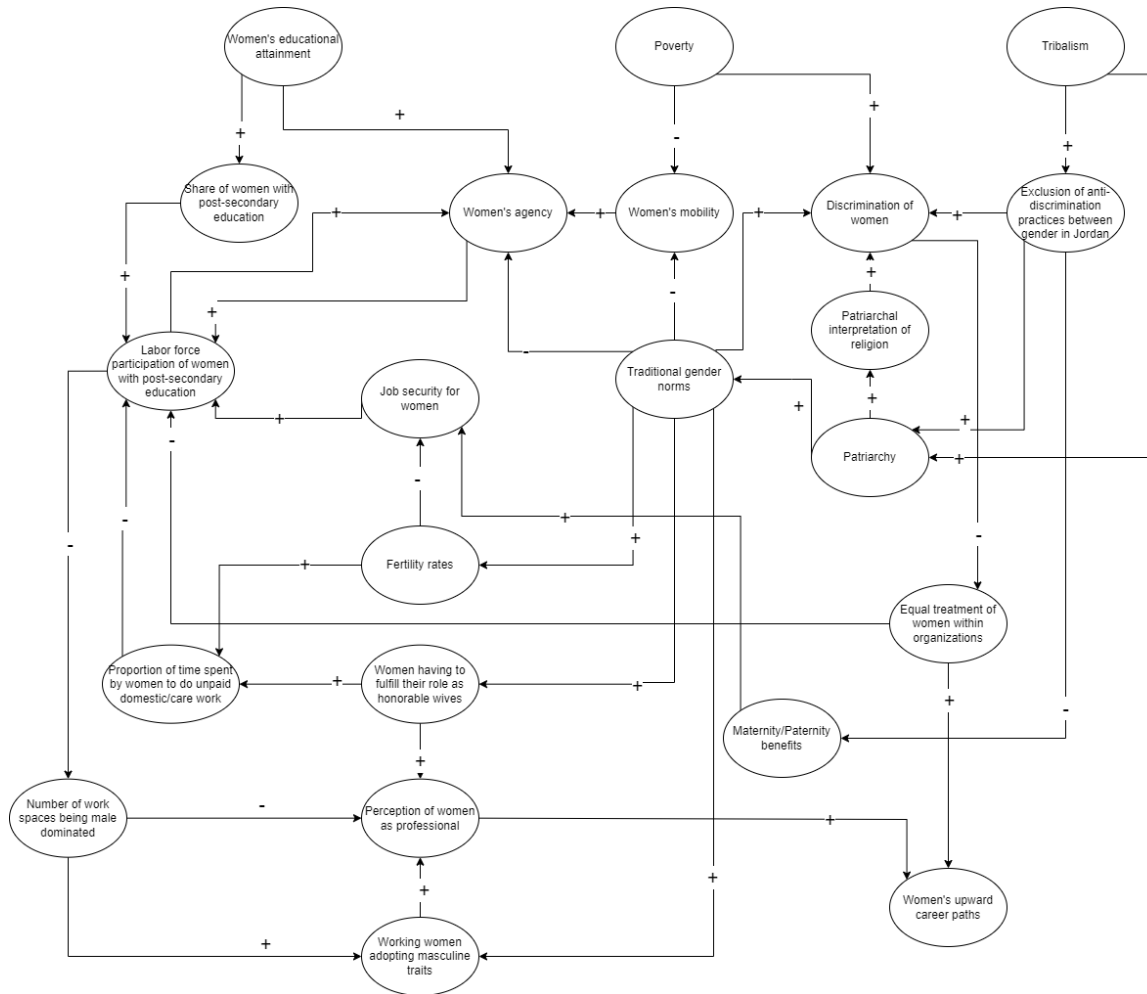 Women's educational
attainment
Poverty
Tribalism
+
+
+
-
+
Share of women with
post-secondary
education
Women's agency
+
Women's mobility
+
Discrimination of
women
+
Exclusion of anti-
discrimination
practices between
gender in Jordan
+
+
+
-
+
Patriarchal
interpretation of
religion
Labor force
participation of women
with post-secondary
education
-
Traditional gender
norms
Job security for
women
+
+
+
+
-
Patriarchy
+
-
-
-
+
-
Fertility rates
+
+
Equal treatment of
women within
organizations
Proportion of time spent
by women to do unpaid
domestic/care work
+
Women having to
fulfill their role as
honorable wives
+
+
-
Maternity/Paternity
benefits
+
Number of work
spaces being male
dominated
-
Perception of women
as professional
+
+
+
Women's upward
career paths
+
Working women
adopting masculine
traits